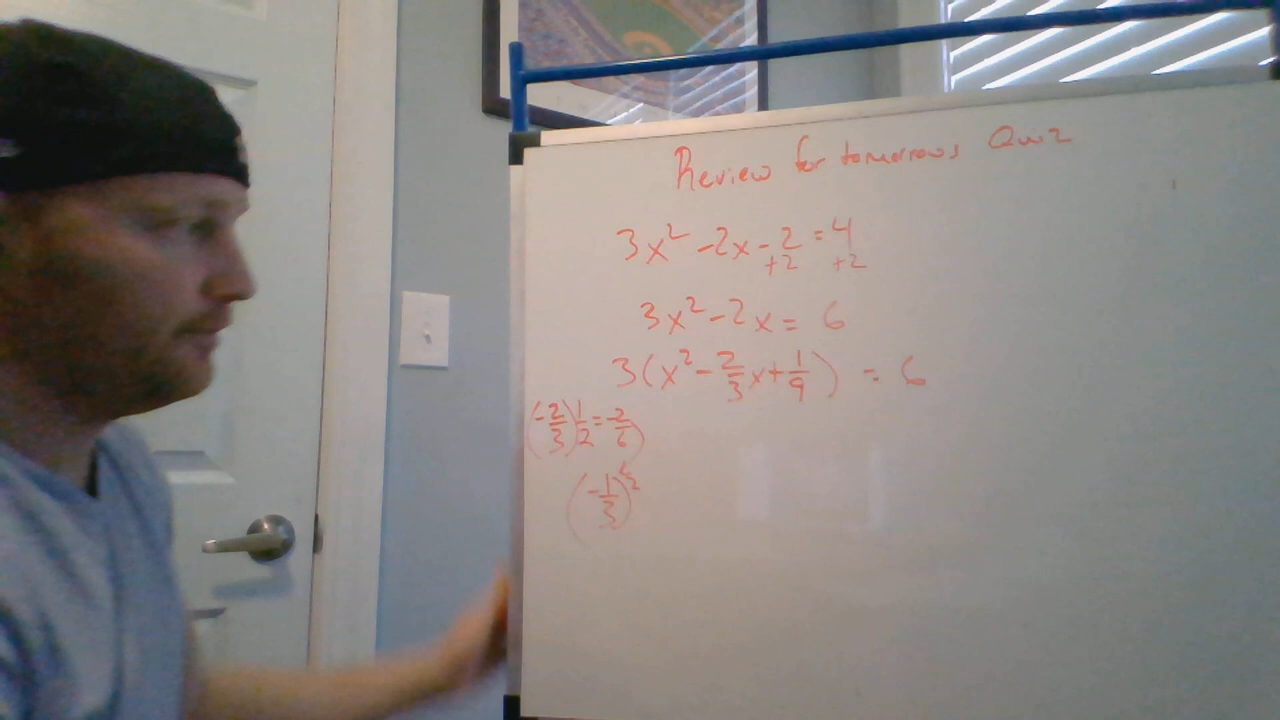 Review for tomorrows Quiz
3x² -2x -2 = 4
+2 +2
3x² -2x = 6
3(x² - 2/3 x + 1/9) = 6
(-2/3) 1/2 = -2/6
(-1/3)²